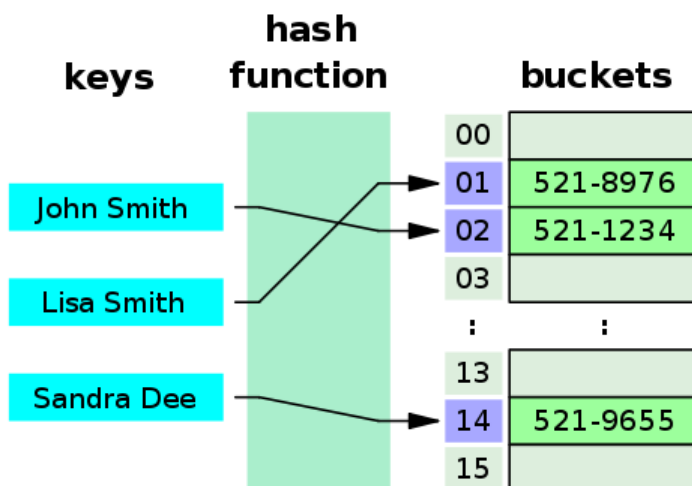 keys
hash
function
buckets
John Smith
Lisa Smith
Sandra Dee
00
01 521-8976
02 521-1234
03
: :
13
14 521-9655
15